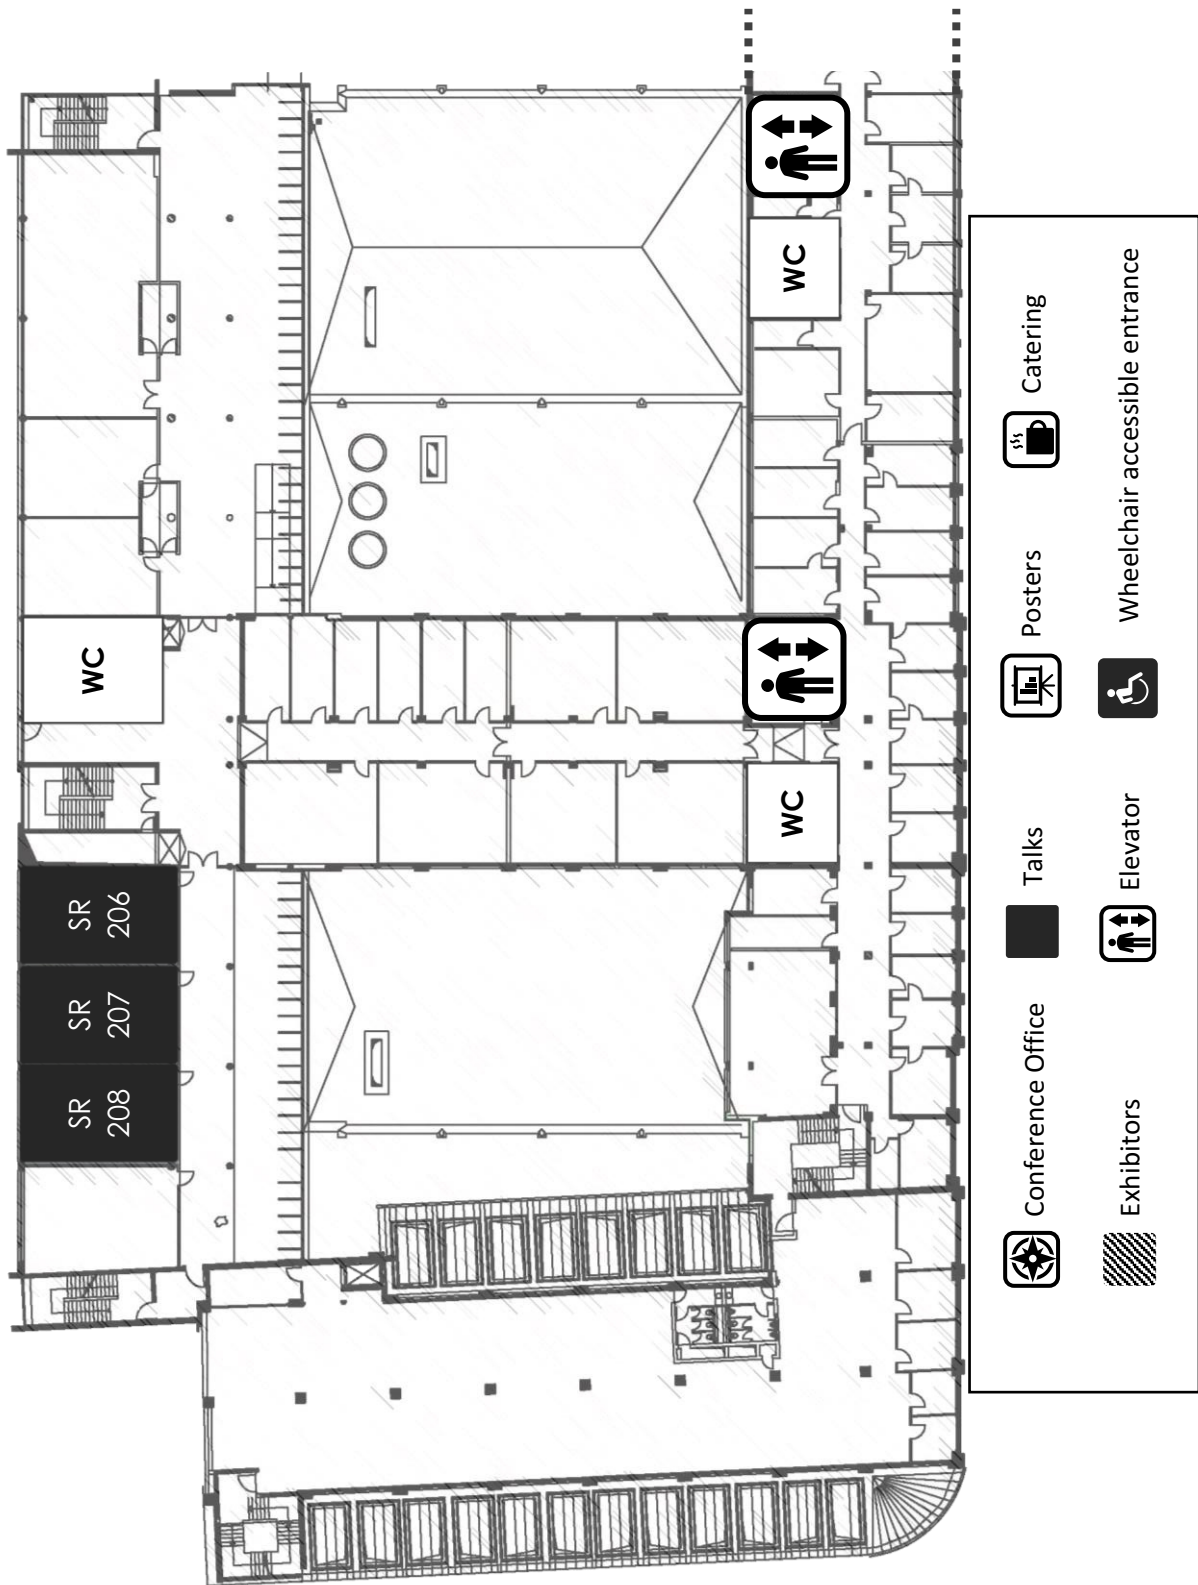 SR
206
SR
207
SR
208
WC
WC
WC
WC
Conference Office
Talks
Posters
Catering
Exhibitors
Elevator
Wheelchair accessible entrance